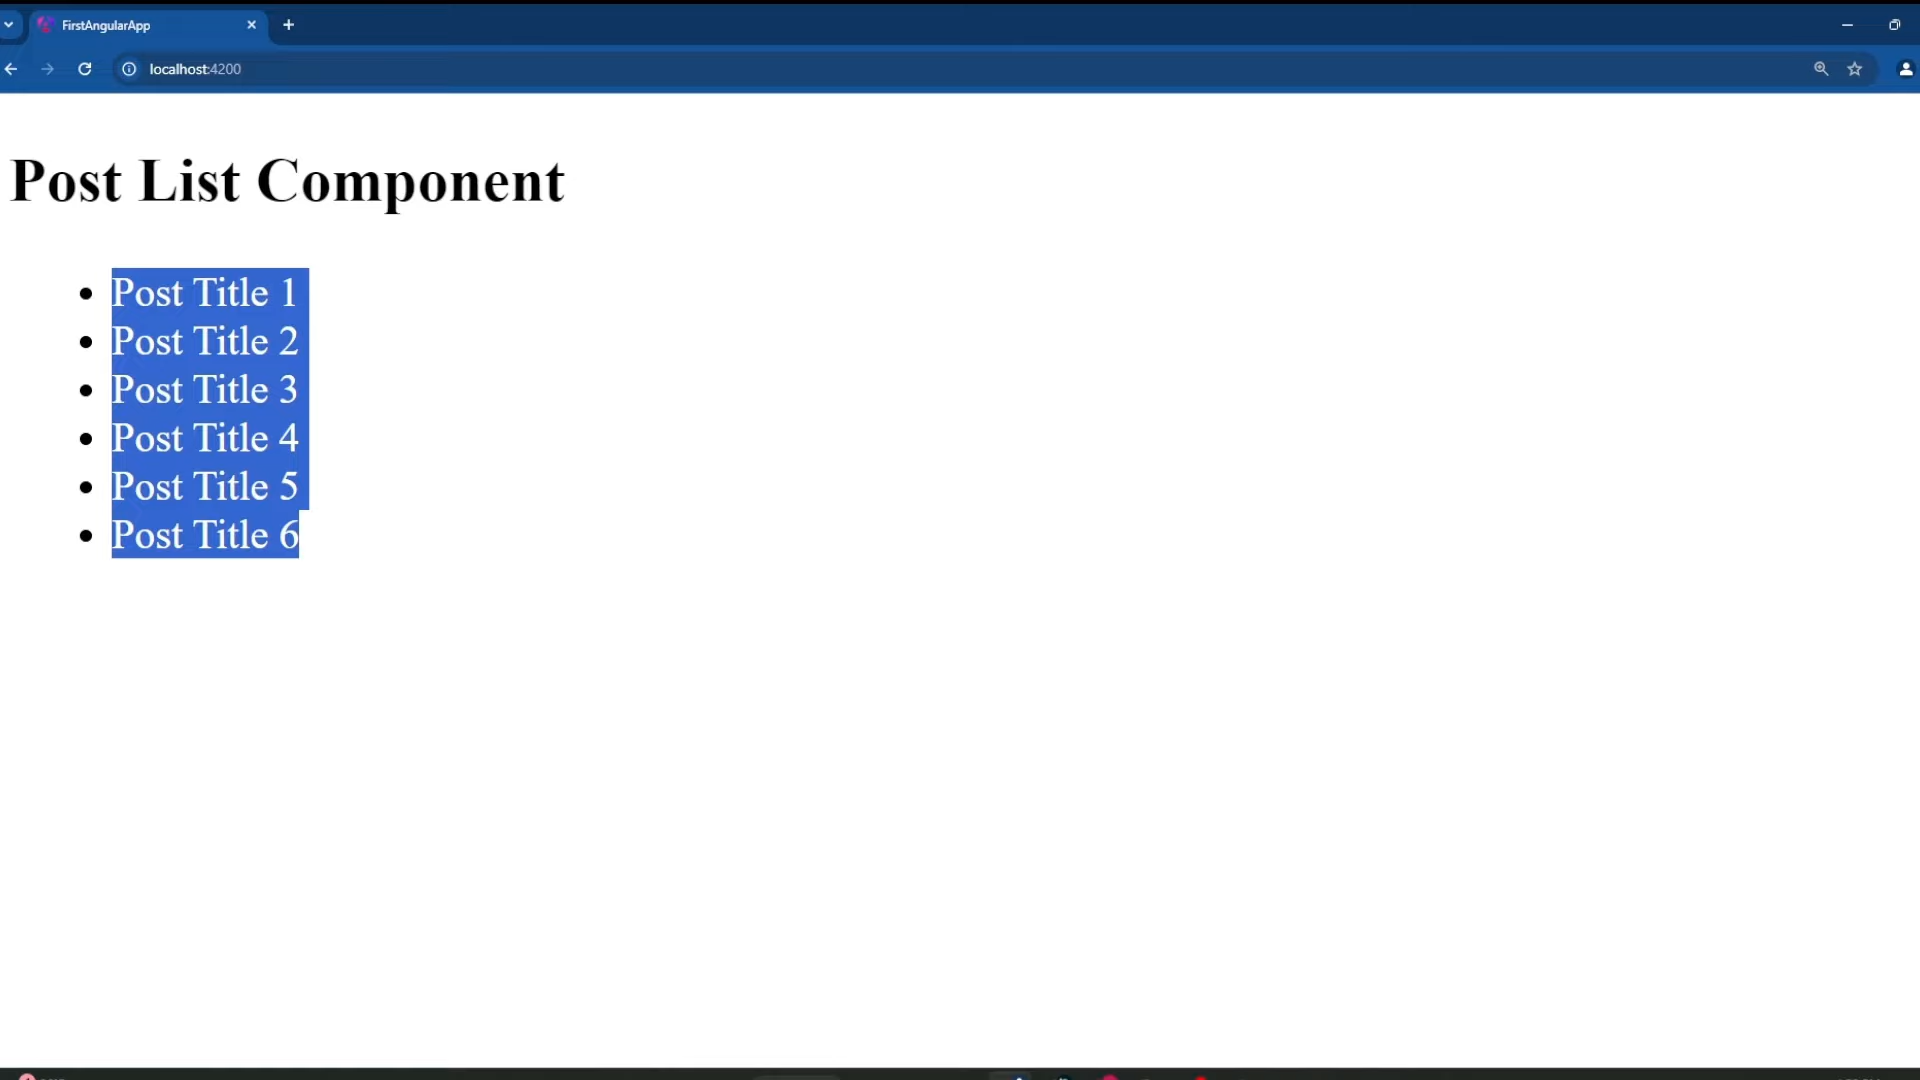 FirstAngularApp
localhost:4200
Post List Component
Post Title 1
Post Title 2
Post Title 3
Post Title 4
Post Title 5
Post Title 6